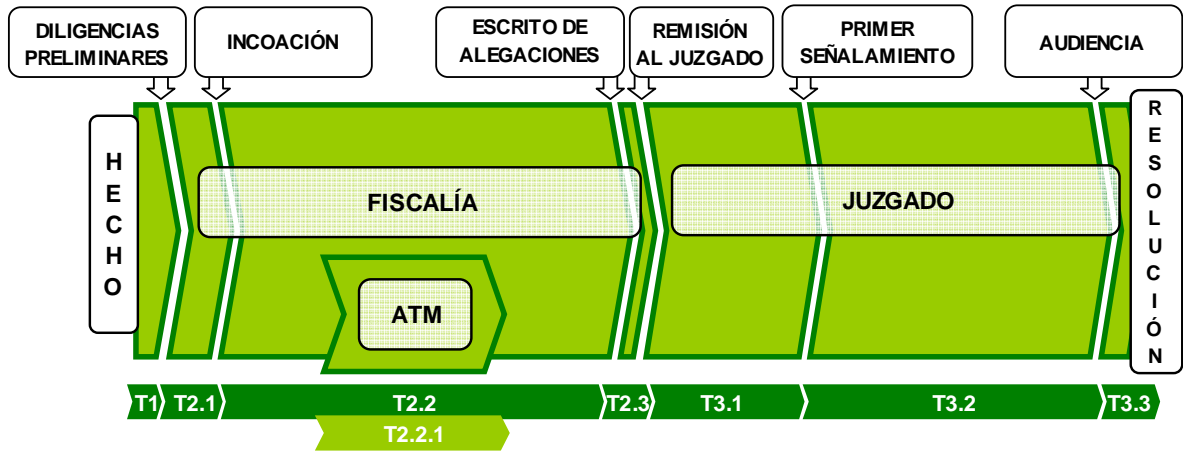 DILIGENCIAS
PRELIMINARES
INCOACIÓN
ESCRITO DE
ALEGACIONES
REMISIÓN
AL JUZGADO
PRIMER
SEÑALAMIENTO
AUDIENCIA
HECHO
FISCALÍA
JUZGADO
RESOLUCIÓN
ATM
T1
T2.1
T2.2
T2.3
T3.1
T3.2
T3.3
T2.2.1